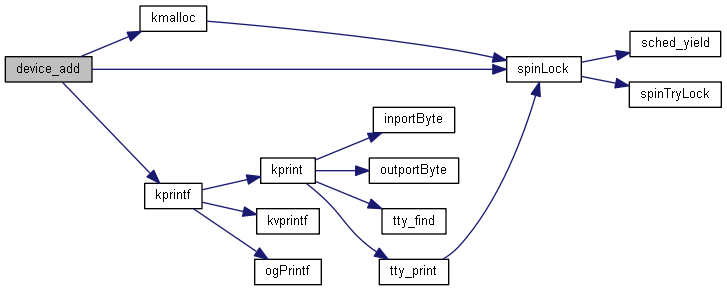 kmalloc
sched_yield
device_add
spinLock
spinTryLock
inportByte
kprint
outportByte
kprintf
kvprintf
tty_find
ogPrintf
tty_print